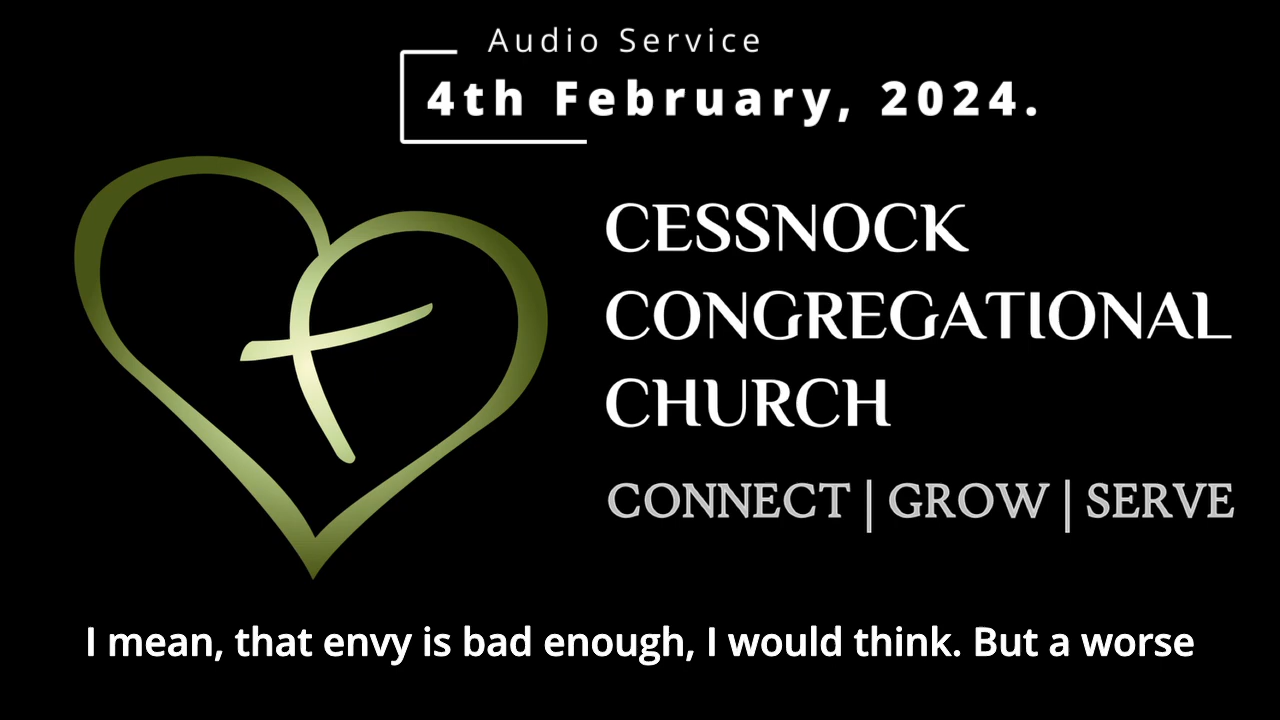 Audio Service
4th February, 2024.
CESSNOCK
CONGREGATIONAL
CHURCH
CONNECT | GROW | SERVE
I mean, that envy is bad enough, I would think. But a worse